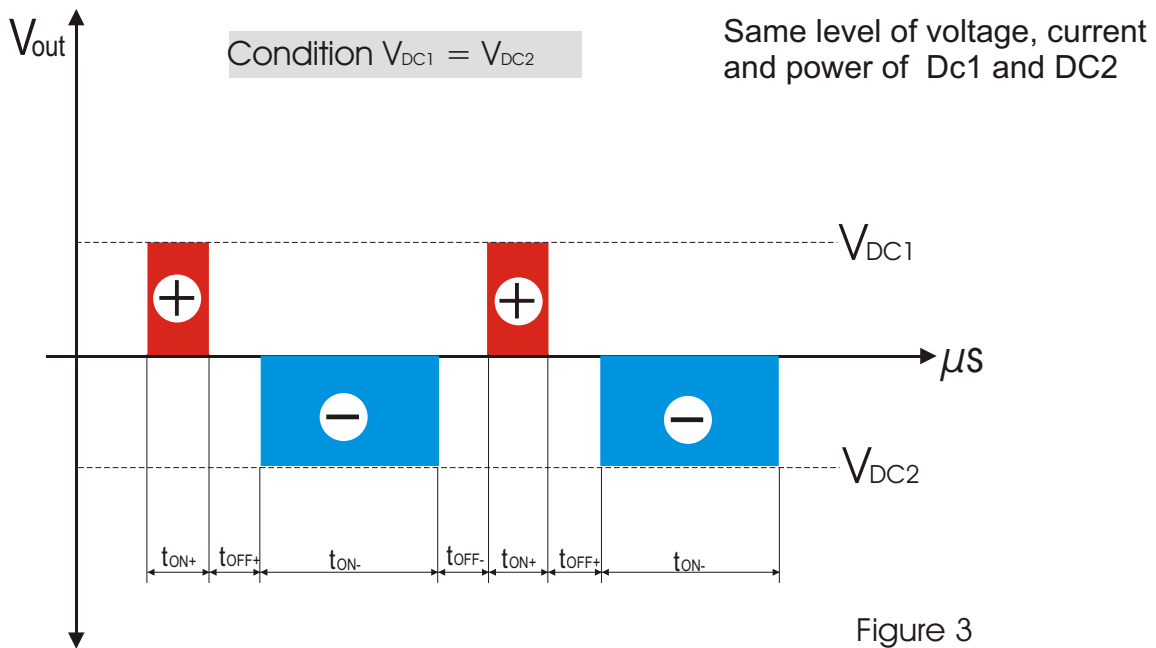 Vout
Condition VDC1 = VDC2
Same level of voltage, current
and power of Dc1 and DC2
VDC1
+ +
μs
− −
VDC2
tON+ tOFF+ tON- tOFF- tON+ tOFF+ tON-
Figure 3